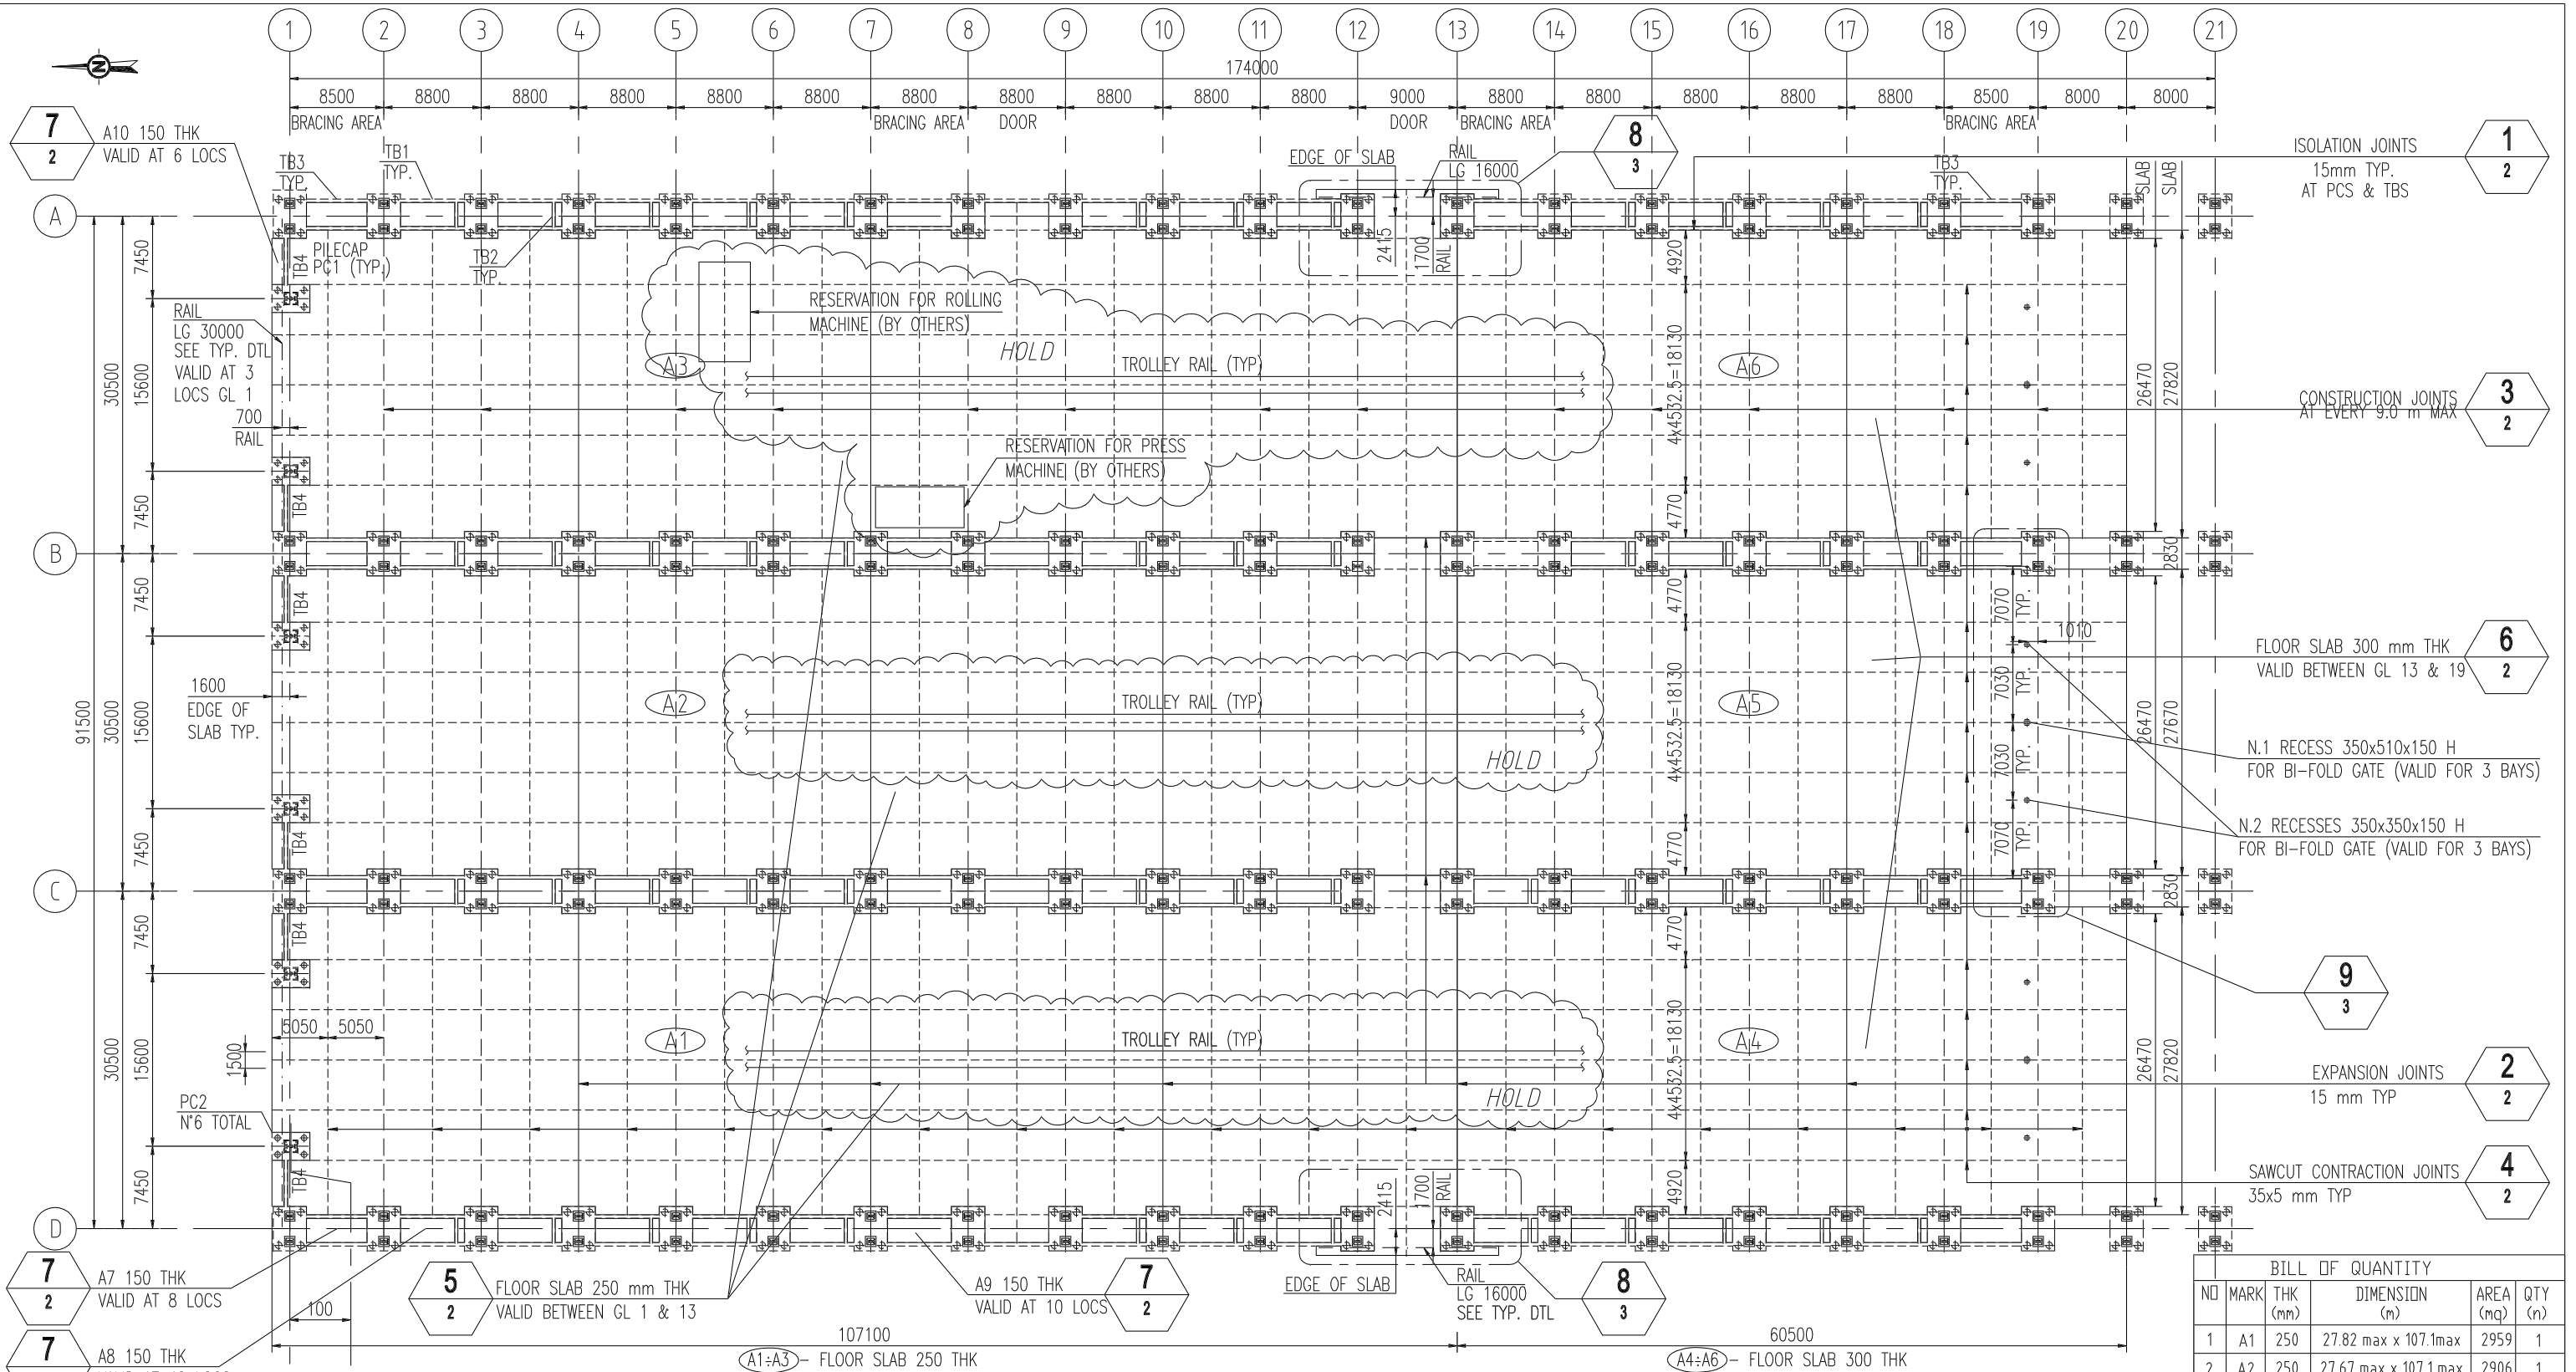 1 2 3 4 5 6 7 8 9 10 11 12 13 14 15 16 17 18 19 20 21
N
174000
8500 8800 8800 8800 8800 8800 8800 8800 8800 8800 8800 9000 8800 8800 8800 8800 8800 8500 8000 8000
BRACING AREA
BRACING AREA
DOOR
DOOR
BRACING AREA
BRACING AREA
7
2
A10 150 THK
VALID AT 6 LOCS
TB3
TYP.
TB1
TYP.
EDGE OF SLAB
RAIL
LG 16000
8
3
TB3
TYP.
SLAB
SLAB
ISOLATION JOINTS
15mm TYP.
AT PCS & TBS
1
2
A
7450
TB4
PILECAP
PC1 (TYP.)
TB2
TYP.
2415
1700
RAIL
4920
RAIL
LG 30000
SEE TYP. DTL
VALID AT 3
LOCS GL 1
700
RAIL
30500
15600
7450
TB4
RESERVATION FOR ROLLING
MACHINE (BY OTHERS)
HOLD
A3
TROLLEY RAIL (TYP)
A6
4x4532.5=18130
26470
27820
CONSTRUCTION JOINTS
AT EVERY 9.0 m MAX
3
2
RESERVATION FOR PRESS
MACHINE (BY OTHERS)
4770
B
2830
7450
TB4
4770
7070
TYP.
1010
FLOOR SLAB 300 mm THK
VALID BETWEEN GL 13 & 19
6
2
1600
EDGE OF
SLAB TYP.
91500
30500
15600
A2
TROLLEY RAIL (TYP)
A5
HOLD
4x4532.5=18130
7030
TYP.
7030
TYP.
7070
TYP.
26470
27670
N.1 RECESS 350x510x150 H
FOR BI-FOLD GATE (VALID FOR 3 BAYS)
N.2 RECESSES 350x350x150 H
FOR BI-FOLD GATE (VALID FOR 3 BAYS)
7450
TB4
4770
C
2830
7450
TB4
4770
9
3
30500
15600
5050 5050
1500
A1
TROLLEY RAIL (TYP)
A4
HOLD
4x4532.5=18130
26470
27820
EXPANSION JOINTS
15 mm TYP
2
2
PC2
N°6 TOTAL
7450
TB4
2415
1700
RAIL
4920
SAWCUT CONTRACTION JOINTS
35x5 mm TYP
4
2
D
7
2
A7 150 THK
VALID AT 8 LOCS
100
5
2
FLOOR SLAB 250 mm THK
VALID BETWEEN GL 1 & 13
A9 150 THK
VALID AT 10 LOCS
7
2
EDGE OF SLAB
RAIL
LG 16000
SEE TYP. DTL
8
3
7
A8 150 THK
107100
60500
A1÷A3 - FLOOR SLAB 250 THK
A4÷A6 - FLOOR SLAB 300 THK
BILL OF QUANTITY
NO MARK THK (mm) DIMENSION (m) AREA (mq) QTY (n)
1 A1 250 27.82 max x 107.1max 2959 1
2 A2 250 27.67 max x 107.1 max 2906 1